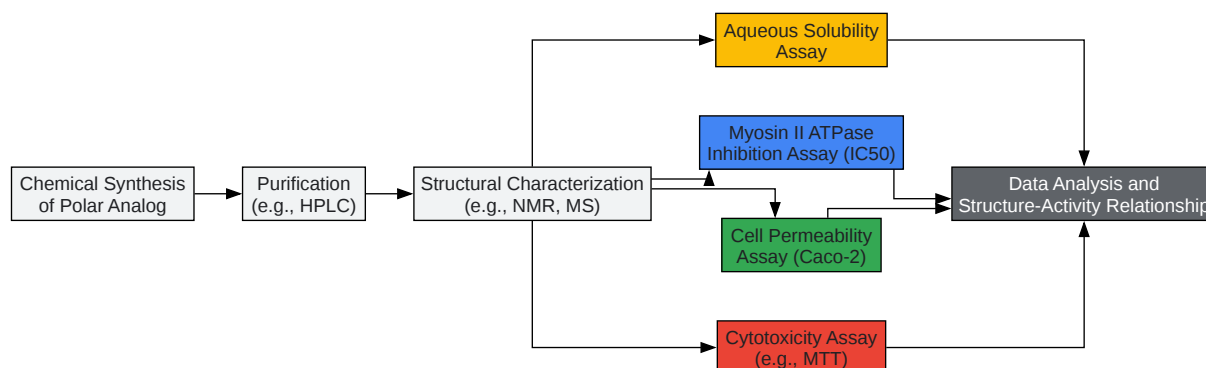 Chemical Synthesis
of Polar Analog
Purification
(e.g., HPLC)
Structural Characterization
(e.g., NMR, MS)
Aqueous Solubility
Assay
Myosin II ATPase
Inhibition Assay (IC50)
Cell Permeability
Assay (Caco-2)
Cytotoxicity Assay
(e.g., MTT)
Data Analysis and
Structure-Activity Relationship